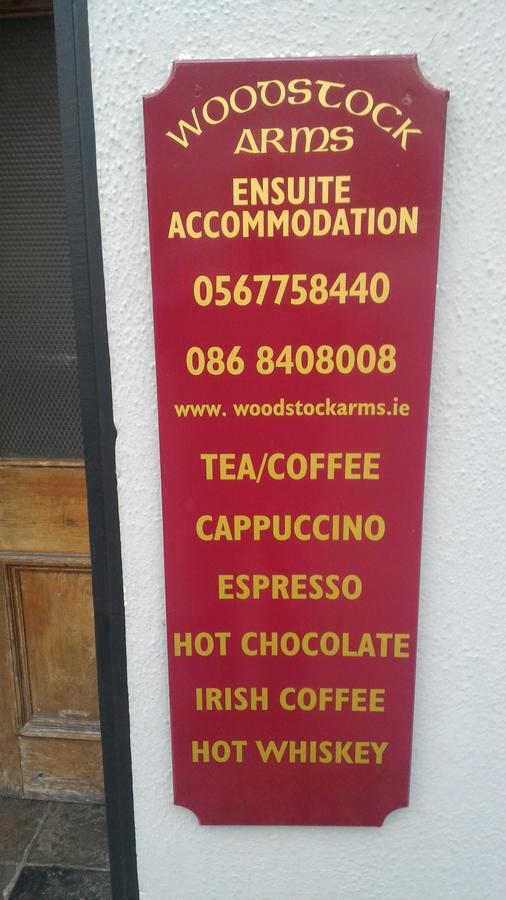 WOODSTOCK
ARMS
ENSUITE
ACCOMMODATION
0567758440
086 8408008
www. woodstockarms.ie
TEA/COFFEE
CAPPUCCINO
ESPRESSO
HOT CHOCOLATE
IRISH COFFEE
HOT WHISKEY